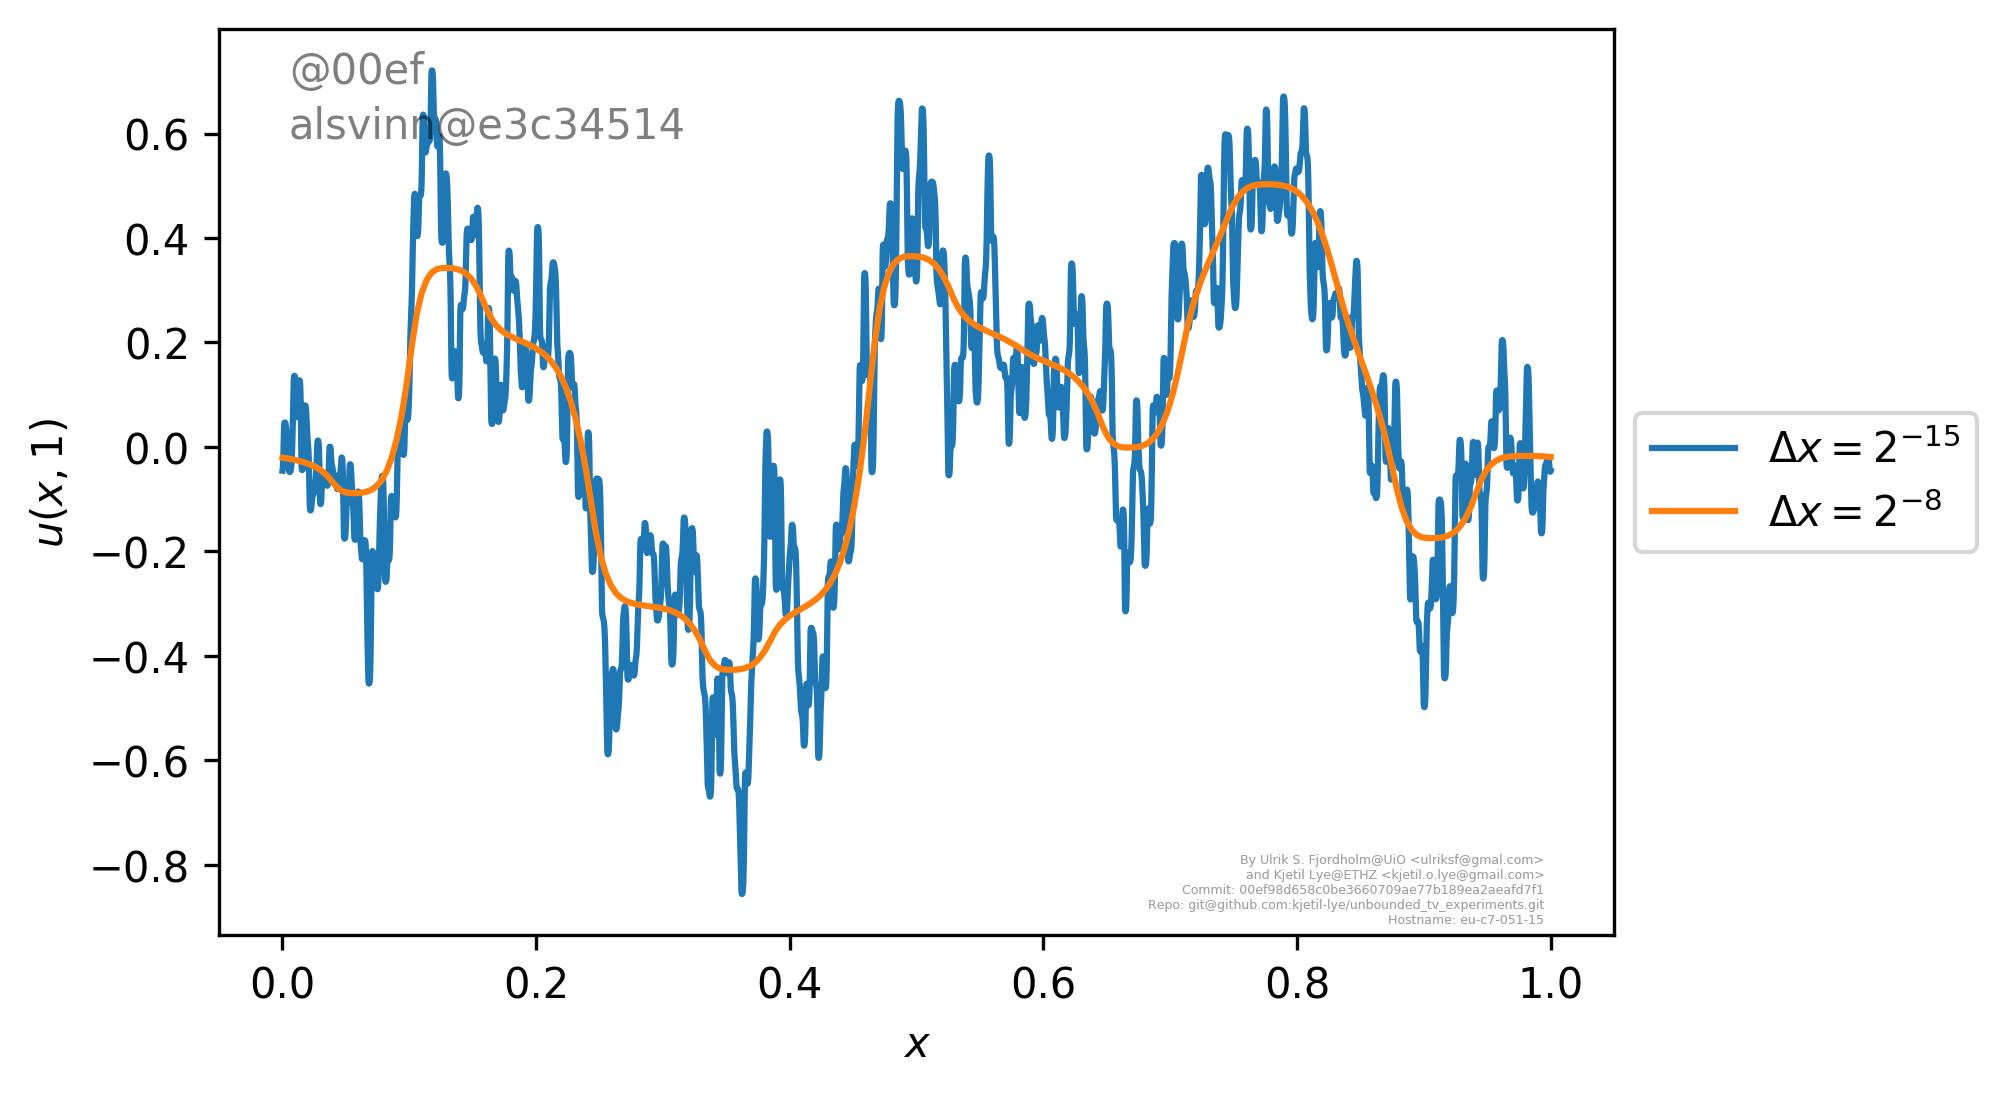 @00ef
alsvinn@e3c34514
0.6
0.4
0.2
0.0
−0.2
−0.4
−0.6
−0.8
u(x, 1)
0.0 0.2 0.4 0.6 0.8 1.0
x
Δx = 2⁻¹⁵
Δx = 2⁻⁸
By Ulrik S. Fjordholm@UiO <ulriksf@gmal.com>
and Kjetil Lye@ETHZ <kjetil.o.lye@gmail.com>
Commit: 00ef98d658c0be3660709ae77b189ea2aeafd7f1
Repo: git@github.com:kjetil-lye/unbounded_tv_experiments.git
Hostname: eu-c7-051-15